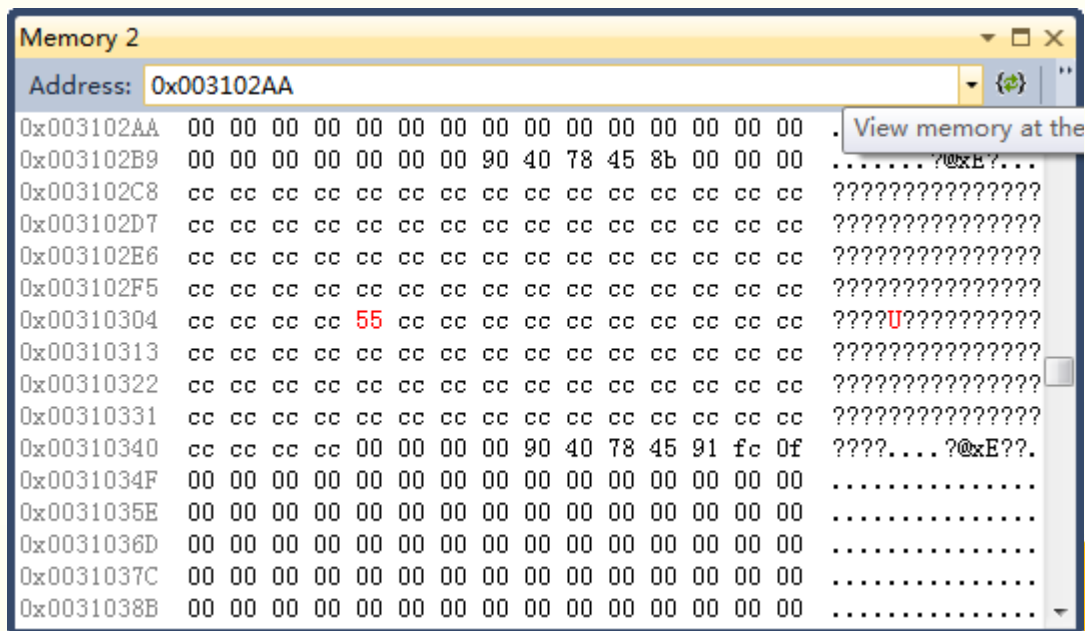 Memory 2
Address: 0x003102AA
View memory at the
0x003102AA 00 00 00 00 00 00 00 00 00 00 00 00 00 00 00 .
0x003102B9 00 00 00 00 00 00 00 90 40 78 45 8b 00 00 00 .......?@xE?...
0x003102C8 cc cc cc cc cc cc cc cc cc cc cc cc cc cc cc ???????????????
0x003102D7 cc cc cc cc cc cc cc cc cc cc cc cc cc cc cc ???????????????
0x003102E6 cc cc cc cc cc cc cc cc cc cc cc cc cc cc cc ???????????????
0x003102F5 cc cc cc cc cc cc cc cc cc cc cc cc cc cc cc ???????????????
0x00310304 cc cc cc cc 55 cc cc cc cc cc cc cc cc cc cc ????U??????????
0x00310313 cc cc cc cc cc cc cc cc cc cc cc cc cc cc cc ???????????????
0x00310322 cc cc cc cc cc cc cc cc cc cc cc cc cc cc cc ???????????????
0x00310331 cc cc cc cc cc cc cc cc cc cc cc cc cc cc cc ???????????????
0x00310340 cc cc cc cc 00 00 00 00 90 40 78 45 91 fc 0f ????....?@xE??.
0x0031034F 00 00 00 00 00 00 00 00 00 00 00 00 00 00 00 ...............
0x0031035E 00 00 00 00 00 00 00 00 00 00 00 00 00 00 00 ...............
0x0031036D 00 00 00 00 00 00 00 00 00 00 00 00 00 00 00 ...............
0x0031037C 00 00 00 00 00 00 00 00 00 00 00 00 00 00 00 ...............
0x0031038B 00 00 00 00 00 00 00 00 00 00 00 00 00 00 00 ...............